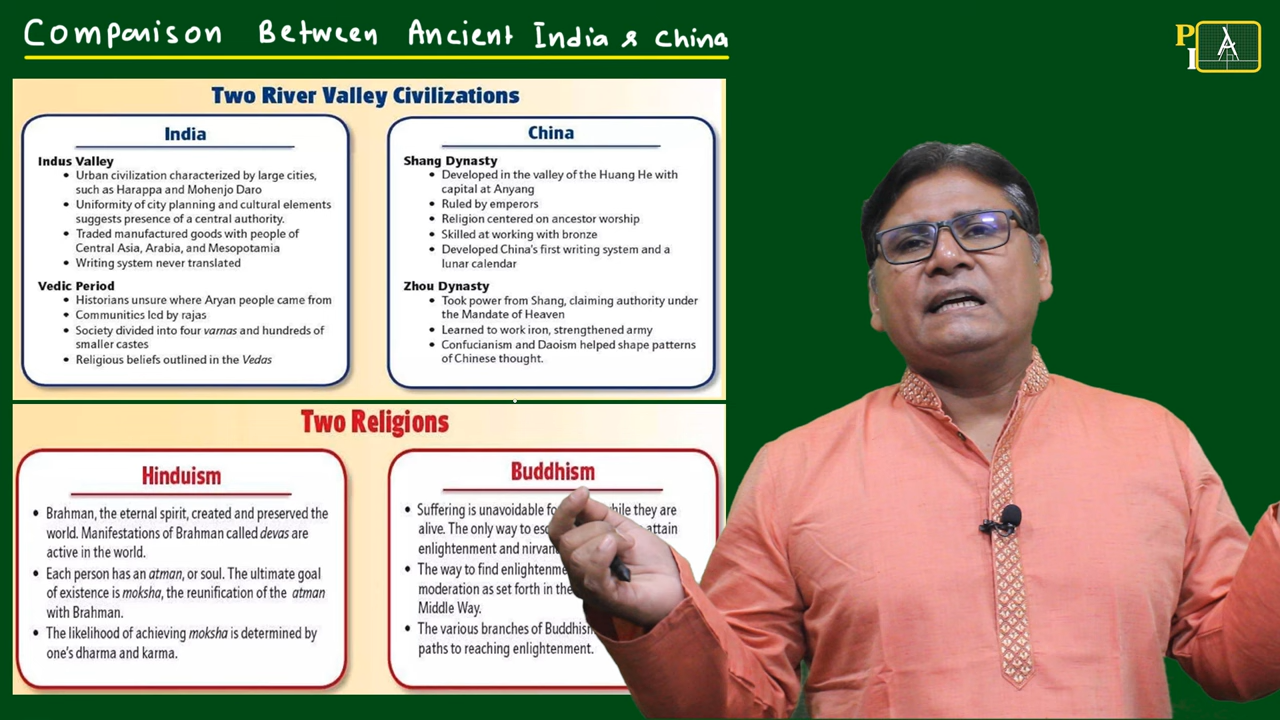 Comparison Between Ancient India & China
P
I
A
Two River Valley Civilizations
India
Indus Valley
• Urban civilization characterized by large cities,
such as Harappa and Mohenjo Daro
• Uniformity of city planning and cultural elements
suggests presence of a central authority.
• Traded manufactured goods with people of
Central Asia, Arabia, and Mesopotamia
• Writing system never translated
Vedic Period
• Historians unsure where Aryan people came from
• Communities led by rajas
• Society divided into four varnas and hundreds of
smaller castes
• Religious beliefs outlined in the Vedas
China
Shang Dynasty
• Developed in the valley of the Huang He with
capital at Anyang
• Ruled by emperors
• Religion centered on ancestor worship
• Skilled at working with bronze
• Developed China's first writing system and a
lunar calendar
Zhou Dynasty
• Took power from Shang, claiming authority under
the Mandate of Heaven
• Learned to work iron, strengthened army
• Confucianism and Daoism helped shape patterns
of Chinese thought.
Two Religions
Hinduism
• Brahman, the eternal spirit, created and preserved the
world. Manifestations of Brahman called devas are
active in the world.
• Each person has an atman, or soul. The ultimate goal
of existence is moksha, the reunification of the atman
with Brahman.
• The likelihood of achieving moksha is determined by
one's dharma and karma.
Buddhism
• Suffering is unavoidable while they are
alive. The only way to attain
enlightenment and
• The way to find
moderation as set forth in the
Middle Way.
• The various branches of
paths to reaching enlightenment.